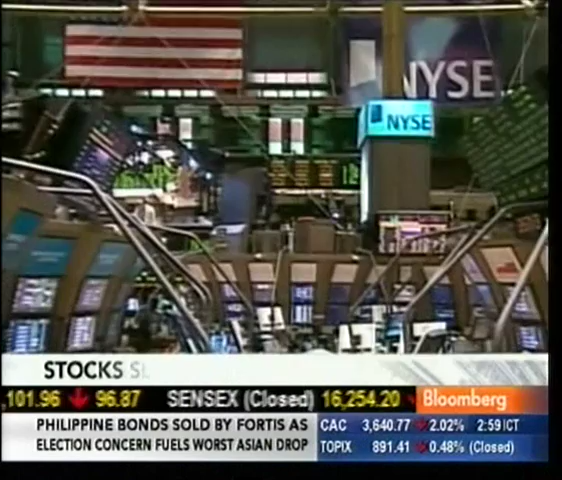 NYSE
NYSE
STOCKS
,101.96 96.87 SENSEX (Closed) 16,254.20 Bloomberg
PHILIPPINE BONDS SOLD BY FORTIS AS
ELECTION CONCERN FUELS WORST ASIAN DROP
CAC 3,640.77 2.02% 2:59 ICT
TOPIX 891.41 0.48% (Closed)